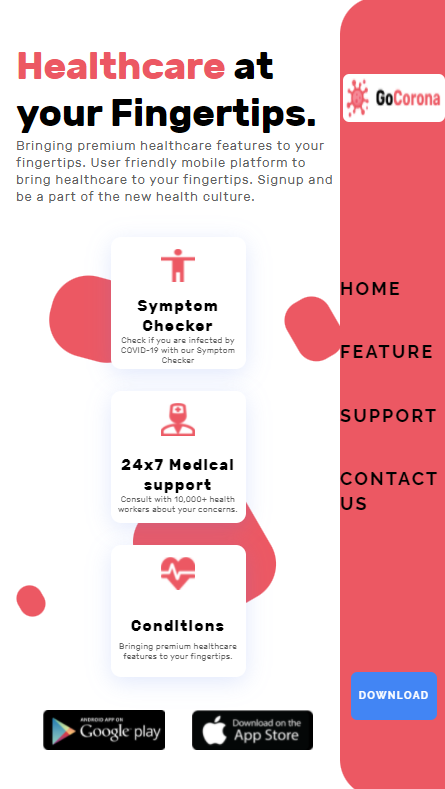 Healthcare at
your Fingertips.
Bringing premium healthcare features to your
fingertips. User friendly mobile platform to
bring healthcare to your fingertips. Signup and
be a part of the new health culture.
Symptom
Checker
Check if you are infected by
COVID-19 with our Symptom
Checker
24x7 Medical
support
Consult with 10,000+ health
workers about your concerns.
Conditions
Bringing premium healthcare
features to your fingertips.
ANDROID APP ON
Google play
Download on the
App Store
GoCorona
HOME
FEATURE
SUPPORT
CONTACT
US
DOWNLOAD